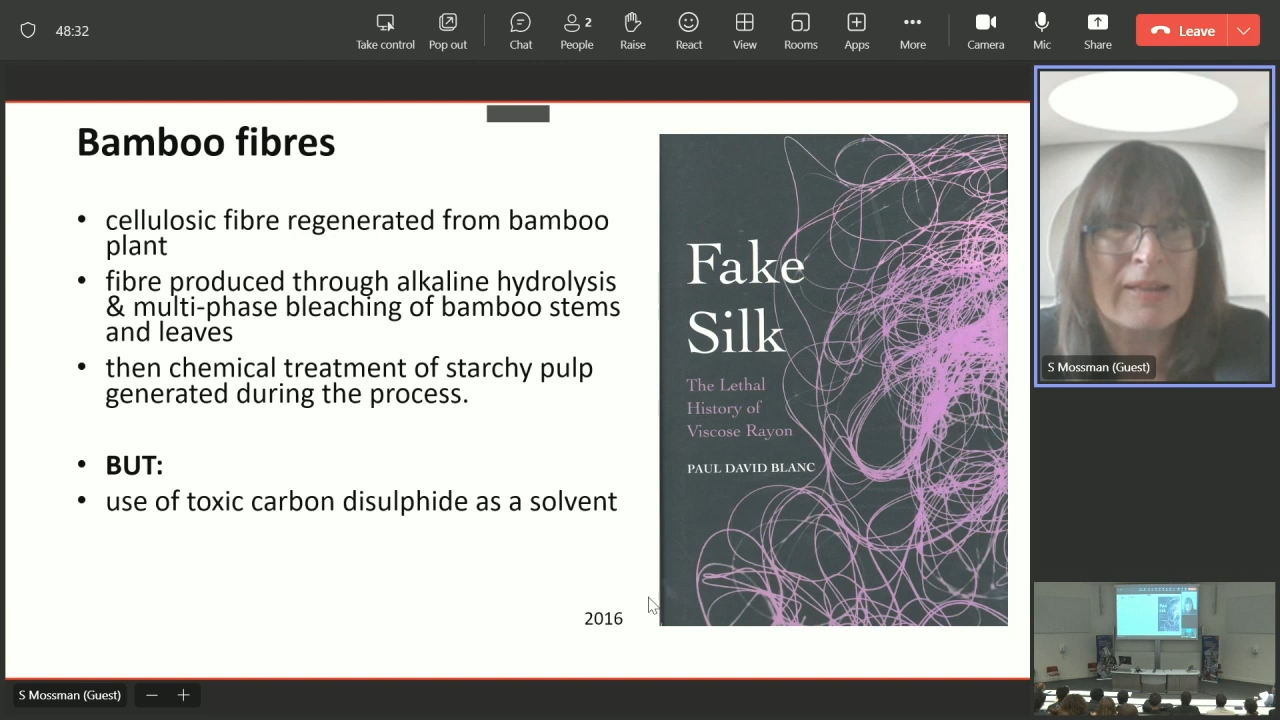 48:32
Take control
Pop out
Chat
2
People
Raise
React
View
Rooms
Apps
More
Camera
Mic
Share
Leave
Bamboo fibres
• cellulosic fibre regenerated from bamboo
plant
• fibre produced through alkaline hydrolysis
& multi-phase bleaching of bamboo stems
and leaves
• then chemical treatment of starchy pulp
generated during the process.
• BUT:
• use of toxic carbon disulphide as a solvent
2016
Fake
Silk
The Lethal
History of
Viscose Rayon
PAUL DAVID BLANC
S Mossman (Guest)
S Mossman (Guest)